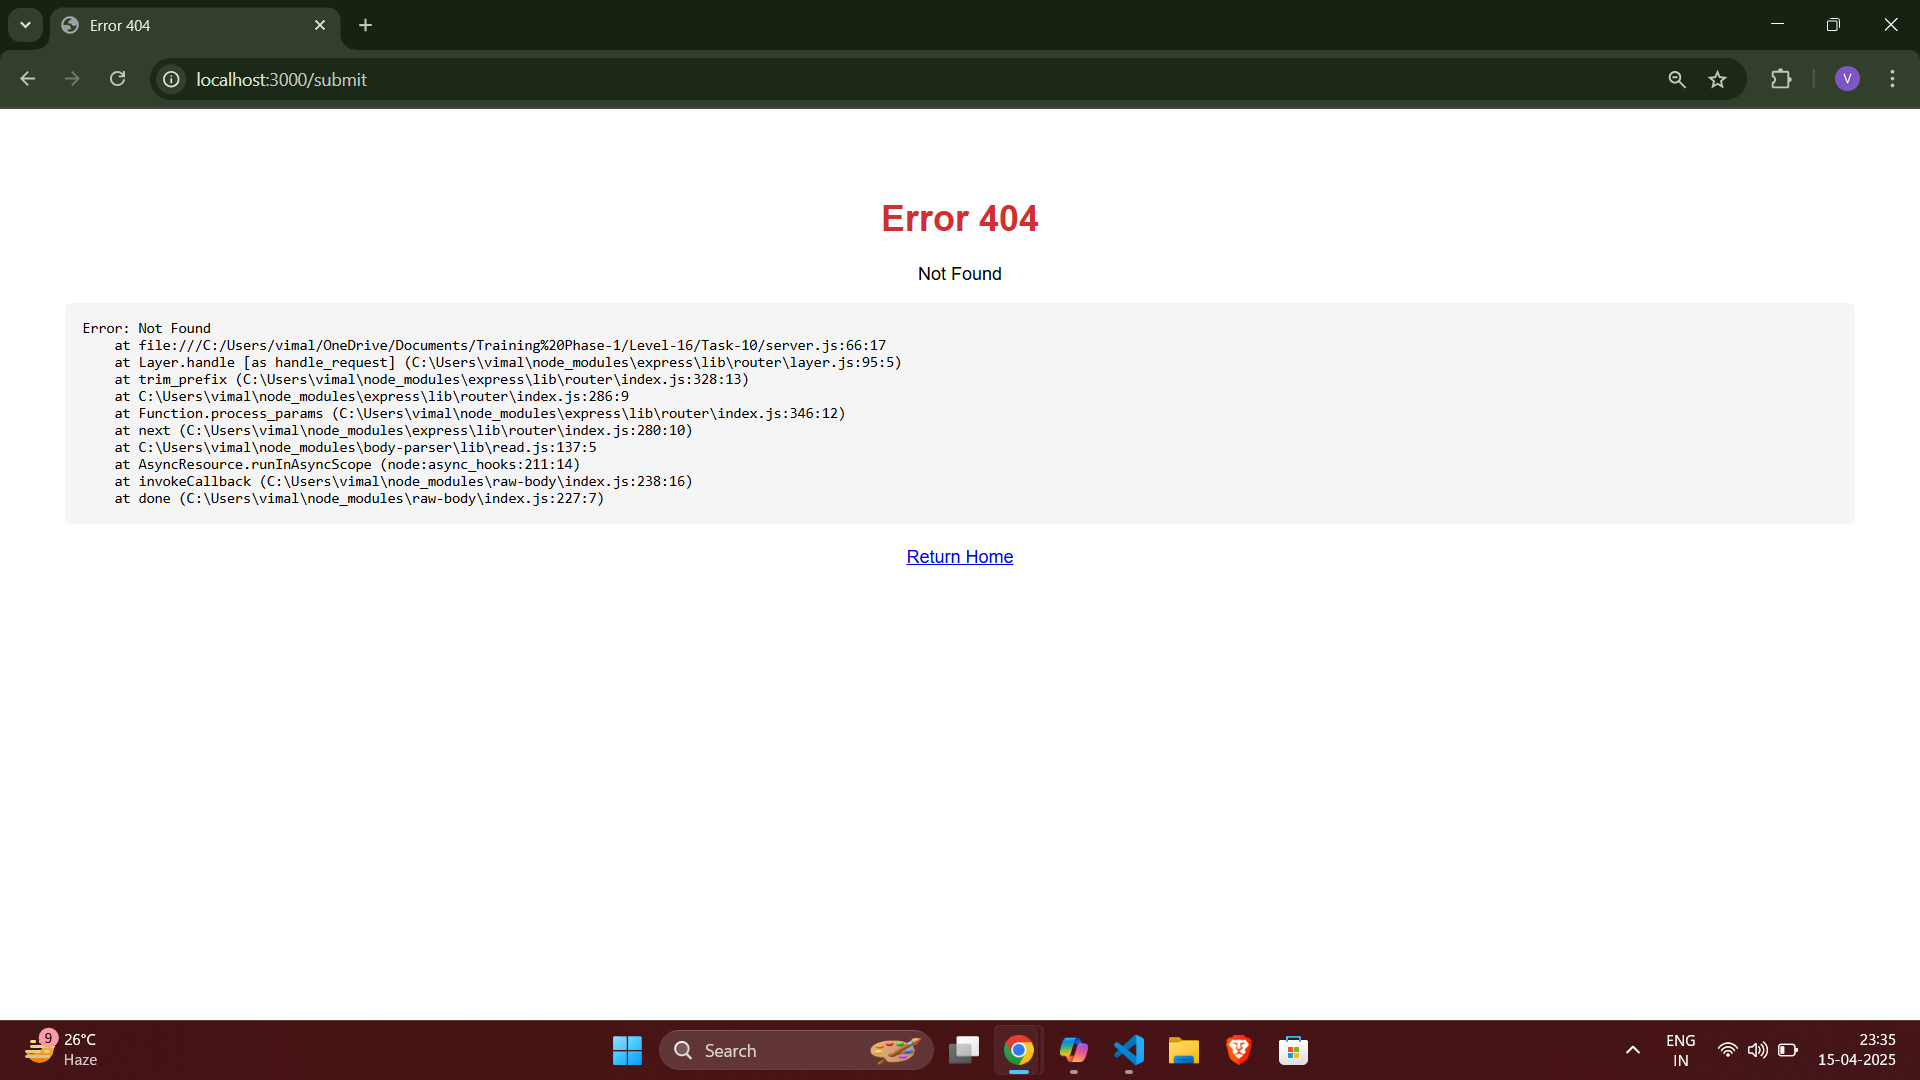 Error 404
localhost:3000/submit
V
Error 404
Not Found
Error: Not Found
    at file:///C:/Users/vimal/OneDrive/Documents/Training%20Phase-1/Level-16/Task-10/server.js:66:17
    at Layer.handle [as handle_request] (C:\Users\vimal\node_modules\express\lib\router\layer.js:95:5)
    at trim_prefix (C:\Users\vimal\node_modules\express\lib\router\index.js:328:13)
    at C:\Users\vimal\node_modules\express\lib\router\index.js:286:9
    at Function.process_params (C:\Users\vimal\node_modules\express\lib\router\index.js:346:12)
    at next (C:\Users\vimal\node_modules\express\lib\router\index.js:280:10)
    at C:\Users\vimal\node_modules\body-parser\lib\read.js:137:5
    at AsyncResource.runInAsyncScope (node:async_hooks:211:14)
    at invokeCallback (C:\Users\vimal\node_modules\raw-body\index.js:238:16)
    at done (C:\Users\vimal\node_modules\raw-body\index.js:227:7)
Return Home
9
26°C
Haze
Search
ENG
IN
23:35
15-04-2025